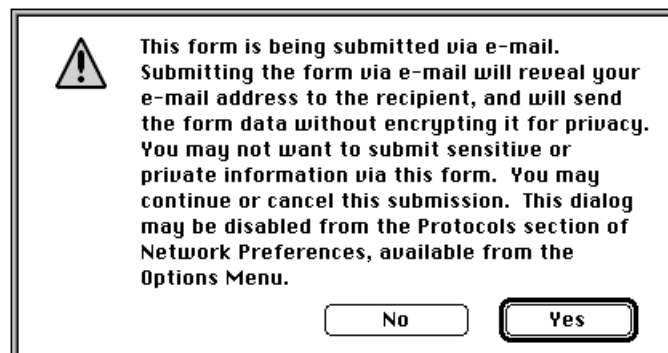 This form is being submitted via e-mail.
Submitting the form via e-mail will reveal your
e-mail address to the recipient, and will send
the form data without encrypting it for privacy.
You may not want to submit sensitive or
private information via this form.  You may
continue or cancel this submission.  This dialog
may be disabled from the Protocols section of
Network Preferences, available from the
Options Menu.
No Yes